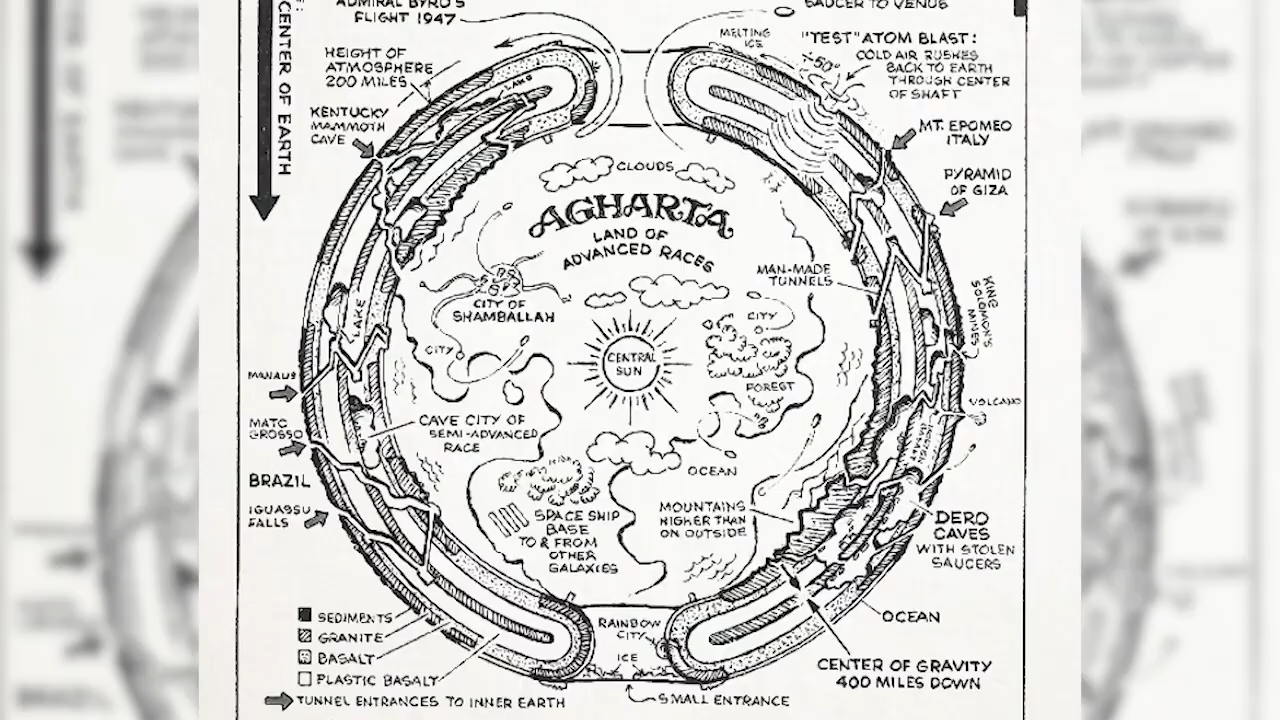 ADMIRAL BYRD'S
FLIGHT 1947
SAUCER TO VENUS
CENTER OF EARTH
MELTING
ICE
"TEST" ATOM BLAST:
COLD AIR RUSHES
BACK TO EARTH
THROUGH CENTER
OF SHAFT
+50°
HEIGHT OF
ATMOSPHERE
200 MILES
LAKE
KENTUCKY
MAMMOTH
CAVE
MT. EPOMEO
ITALY
PYRAMID
OF GIZA
CLOUDS
AGHARTA
LAND OF
ADVANCED RACES
MAN-MADE
TUNNELS
CITY OF
SHAMBALLAH
KING
SOLOMON'S
MINES
LAKE
CITY
CITY
CENTRAL
SUN
FOREST
MANAUS
VOLCANO
MATO
GROSSO
CAVE CITY OF
SEMI-ADVANCED
RACE
BRAZIL
OCEAN
IGUASSU
FALLS
SPACE SHIP
BASE
TO & FROM
OTHER
GALAXIES
MOUNTAINS
HIGHER THAN
ON OUTSIDE
DERO
CAVES
WITH STOLEN
SAUCERS
SEDIMENTS
GRANITE
BASALT
PLASTIC BASALT
TUNNEL ENTRANCES TO INNER EARTH
RAINBOW
CITY
ICE
SMALL ENTRANCE
OCEAN
CENTER OF GRAVITY
400 MILES DOWN